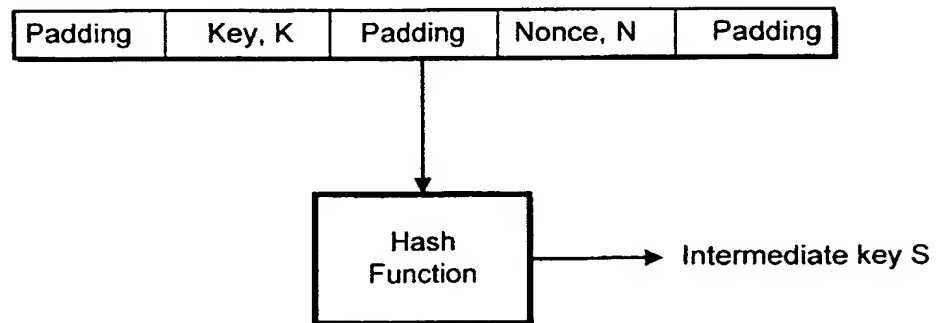 Padding Key, K Padding Nonce, N Padding
Hash
Function
Intermediate key S